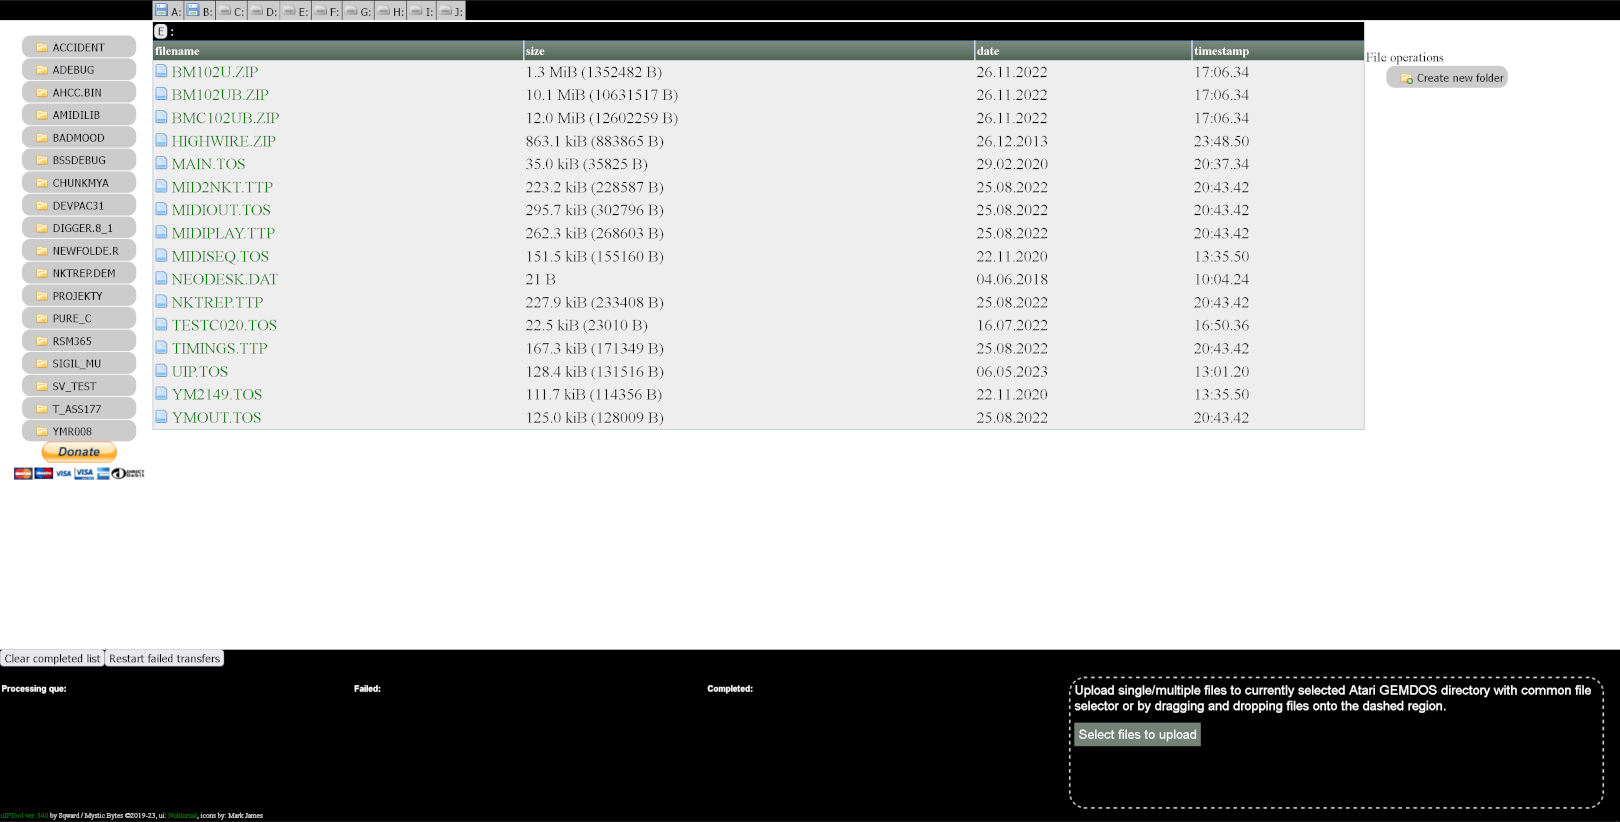 A: B: C: D: E: F: G: H: I: J:
E :
ACCIDENT
ADEBUG
AHCC.BIN
AMIDILIB
BADMOOD
BSSDEBUG
CHUNKMYA
DEVPAC31
DIGGER.8_1
NEWFOLDE.R
NKTREP.DEM
PROJEKTY
PURE_C
RSM365
SIGIL_MU
SV_TEST
T_ASS177
YMR008
Donate
VISA VISA DIRECT Debit
filename size date timestamp
BM102U.ZIP 1.3 MiB (1352482 B) 26.11.2022 17:06.34
BM102UB.ZIP 10.1 MiB (10631517 B) 26.11.2022 17:06.34
BMC102UB.ZIP 12.0 MiB (12602259 B) 26.11.2022 17:06.34
HIGHWIRE.ZIP 863.1 kiB (883865 B) 26.12.2013 23:48.50
MAIN.TOS 35.0 kiB (35825 B) 29.02.2020 20:37.34
MID2NKT.TTP 223.2 kiB (228587 B) 25.08.2022 20:43.42
MIDIOUT.TOS 295.7 kiB (302796 B) 25.08.2022 20:43.42
MIDIPLAY.TTP 262.3 kiB (268603 B) 25.08.2022 20:43.42
MIDISEQ.TOS 151.5 kiB (155160 B) 22.11.2020 13:35.50
NEODESK.DAT 21 B 04.06.2018 10:04.24
NKTREP.TTP 227.9 kiB (233408 B) 25.08.2022 20:43.42
TESTC020.TOS 22.5 kiB (23010 B) 16.07.2022 16:50.36
TIMINGS.TTP 167.3 kiB (171349 B) 25.08.2022 20:43.42
UIP.TOS 128.4 kiB (131516 B) 06.05.2023 13:01.20
YM2149.TOS 111.7 kiB (114356 B) 22.11.2020 13:35.50
YMOUT.TOS 125.0 kiB (128009 B) 25.08.2022 20:43.42
File operations
Create new folder
Clear completed list Restart failed transfers
Processing que: Failed: Completed:
Upload single/multiple files to currently selected Atari GEMDOS directory with common file
selector or by dragging and dropping files onto the dashed region.
Select files to upload
uIPTool ver. 340 by Sqward / Mystic Bytes ©2019-23, ui: Nokturnal, icons by: Mark James